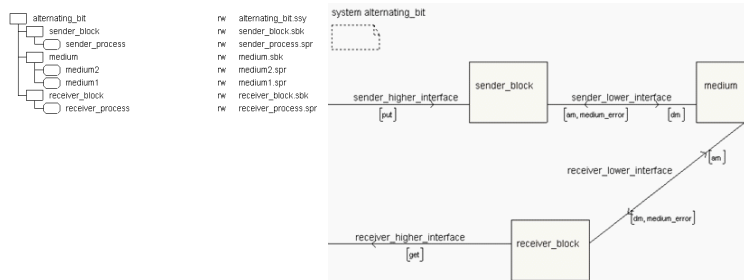 alternating_bit rw alternating_bit.ssy
sender_block rw sender_block.sbk
sender_process rw sender_process.spr
medium rw medium.sbk
medium2 rw medium2.spr
medium1 rw medium1.spr
receiver_block rw receiver_block.sbk
receiver_process rw receiver_process.spr
system alternating_bit
sender_block
medium
sender_higher_interface
sender_lower_interface
[put]
[am, medium_error]
[dm]
[am]
receiver_lower_interface
[dm, medium_error]
receiver_higher_interface
receiver_block
[get]